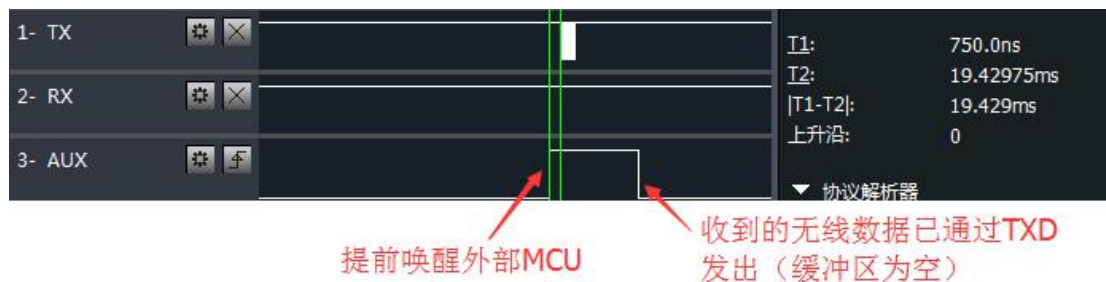 1- TX
2- RX
3- AUX
T1: 750.0ns
T2: 19.42975ms
|T1-T2|: 19.429ms
上升沿: 0
▼ 协议解析器
提前唤醒外部MCU
收到的无线数据已通过TXD
发出（缓冲区为空）